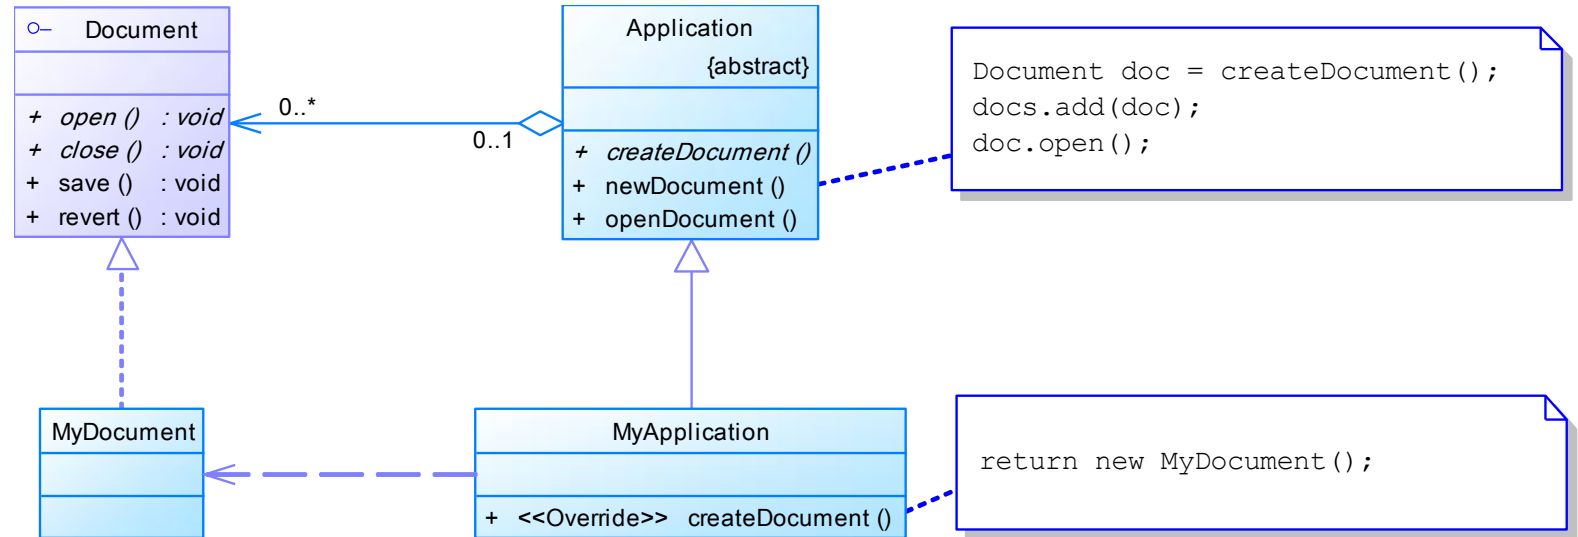 Document
+ open () : void
+ close () : void
+ save () : void
+ revert () : void
0..*
0..1
Application
{abstract}
+ createDocument ()
+ newDocument ()
+ openDocument ()
Document doc = createDocument();
docs.add(doc);
doc.open();
MyDocument
MyApplication
+ <<Override>> createDocument ()
return new MyDocument();